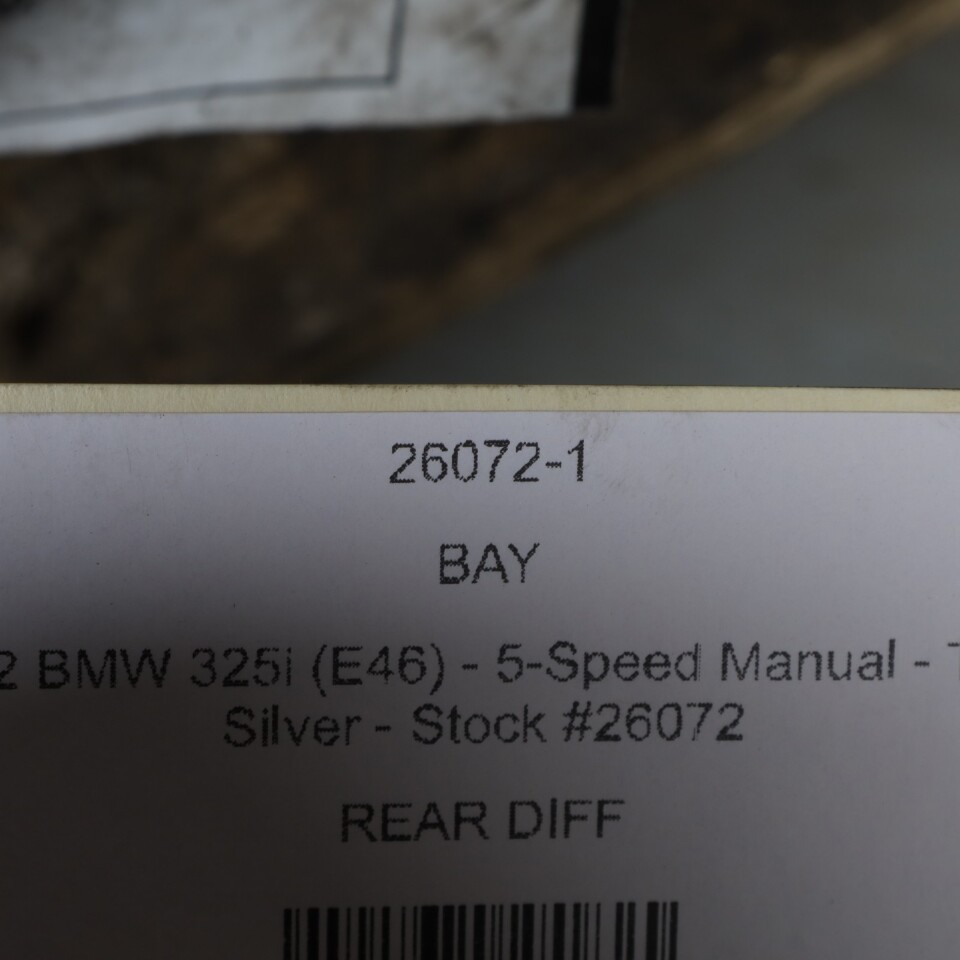 26072-1
BAY
2 BMW 325i (E46) - 5-Speed Manual -
Silver - Stock #26072
REAR DIFF